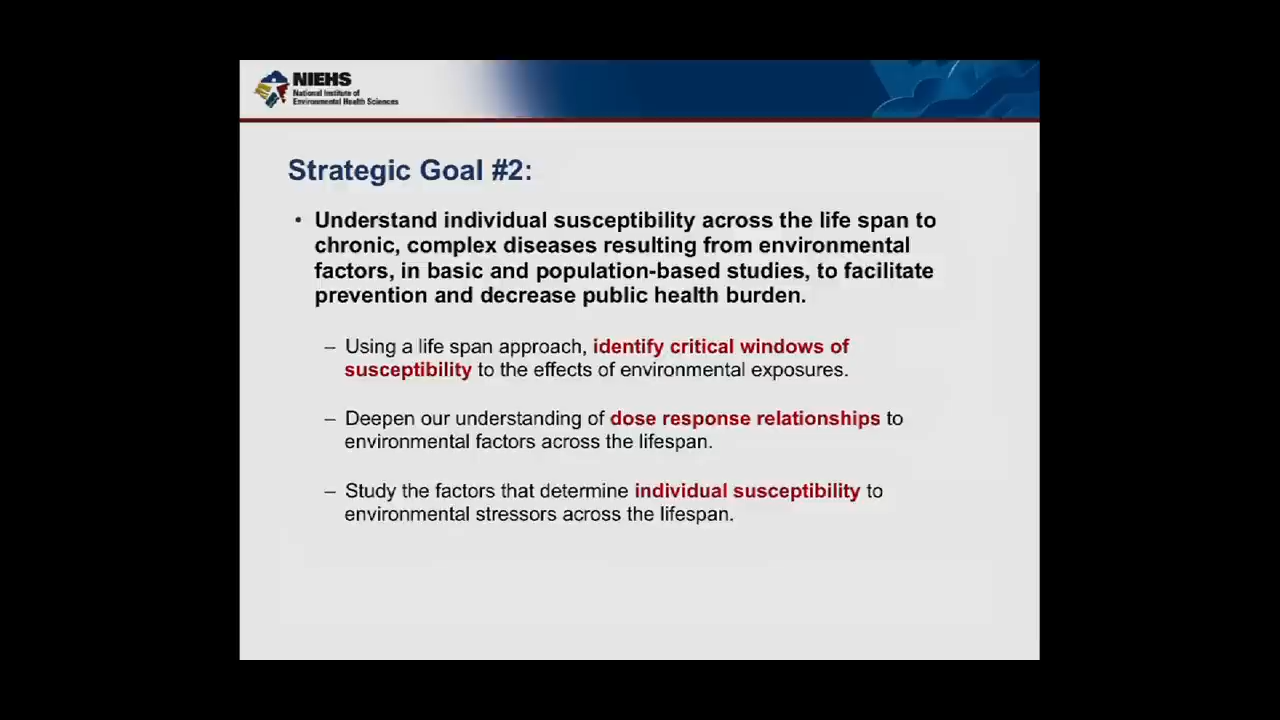 NIEHS
National Institute of
Environmental Health Sciences
Strategic Goal #2:
• Understand individual susceptibility across the life span to
chronic, complex diseases resulting from environmental
factors, in basic and population-based studies, to facilitate
prevention and decrease public health burden.
– Using a life span approach, identify critical windows of
susceptibility to the effects of environmental exposures.
– Deepen our understanding of dose response relationships to
environmental factors across the lifespan.
– Study the factors that determine individual susceptibility to
environmental stressors across the lifespan.